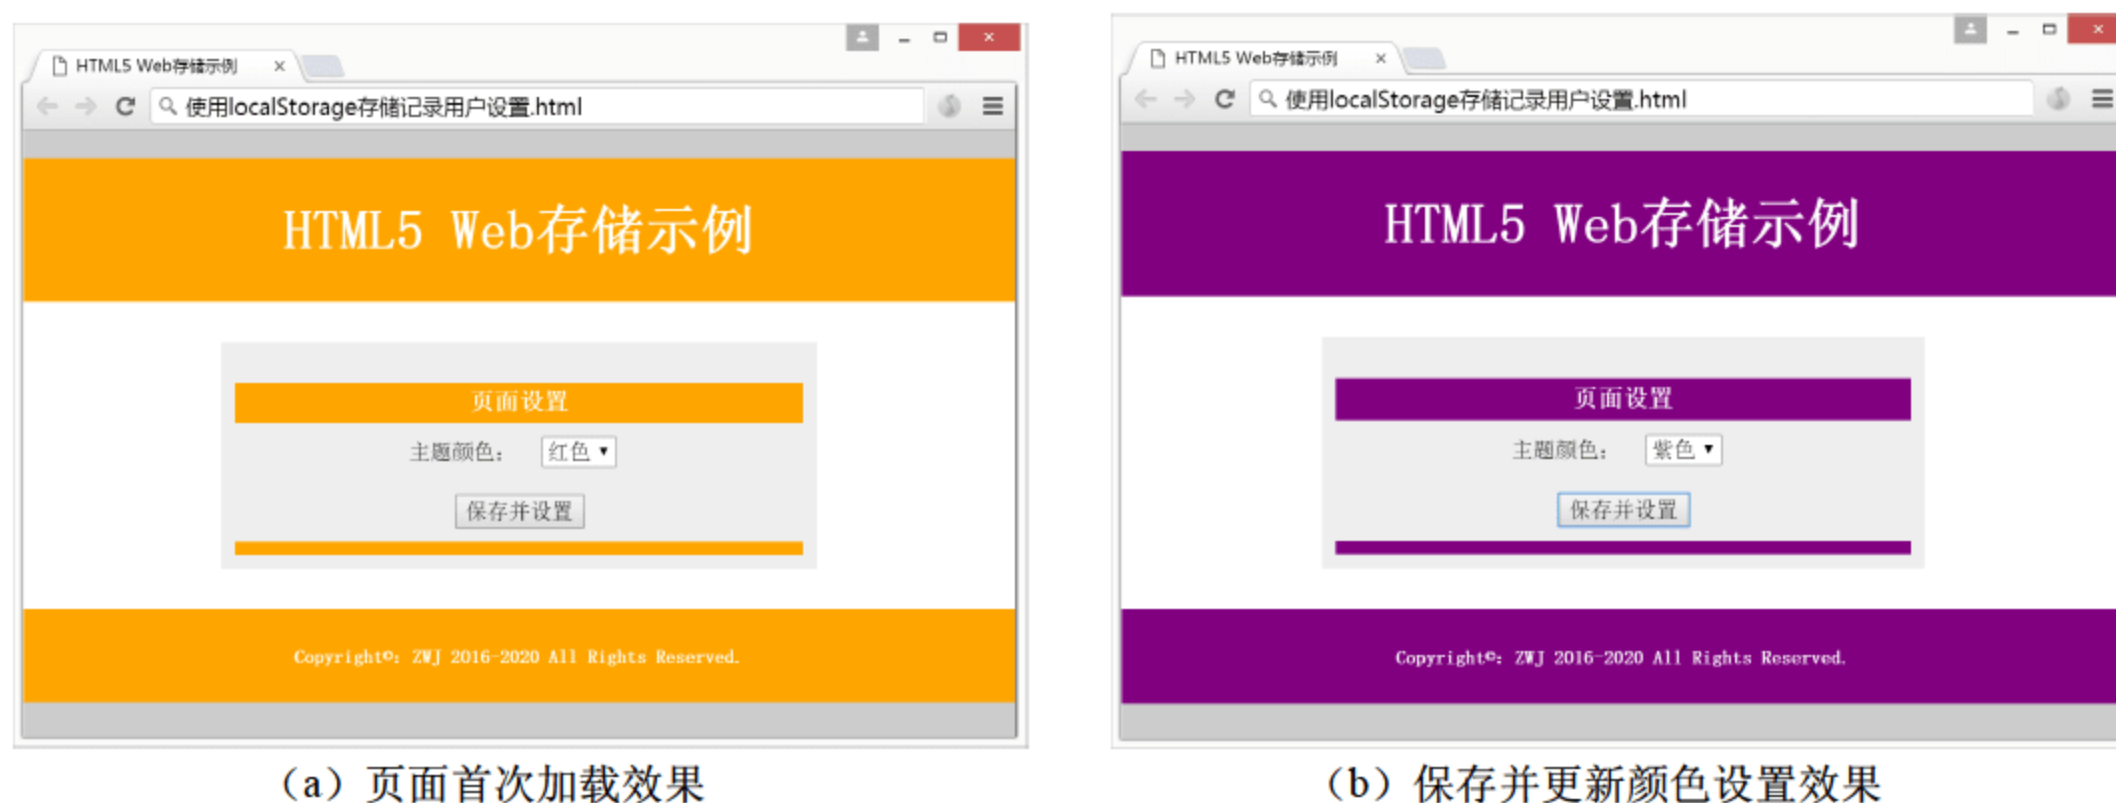 HTML5 Web存储示例
使用localStorage存储记录用户设置.html
HTML5 Web存储示例
页面设置
主题颜色： 红色
保存并设置
Copyright©: ZWJ 2016-2020 All Rights Reserved.
（a）页面首次加载效果
HTML5 Web存储示例
使用localStorage存储记录用户设置.html
HTML5 Web存储示例
页面设置
主题颜色： 紫色
保存并设置
Copyright©: ZWJ 2016-2020 All Rights Reserved.
（b）保存并更新颜色设置效果